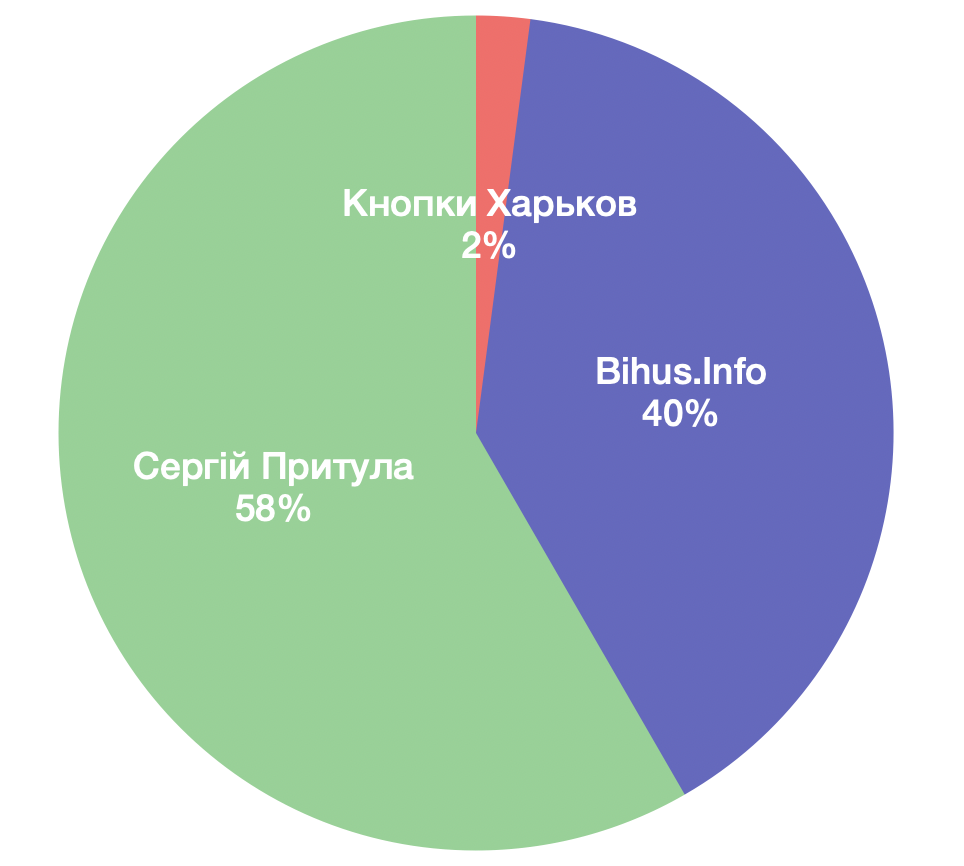 Кнопки Харьков
2%
Bihus.Info
40%
Сергій Притула
58%